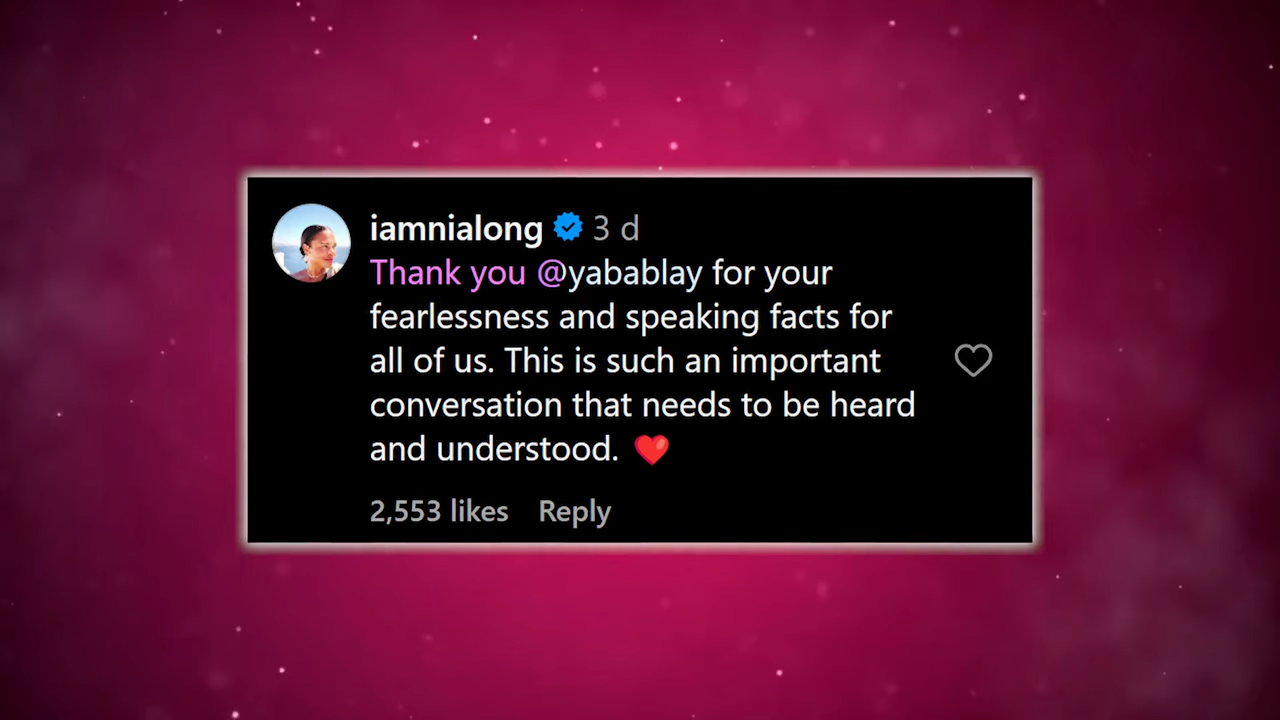 iamnialong 3 d
Thank you @yabablay for your
fearlessness and speaking facts for
all of us. This is such an important
conversation that needs to be heard
and understood. ❤️
2,553 likes Reply